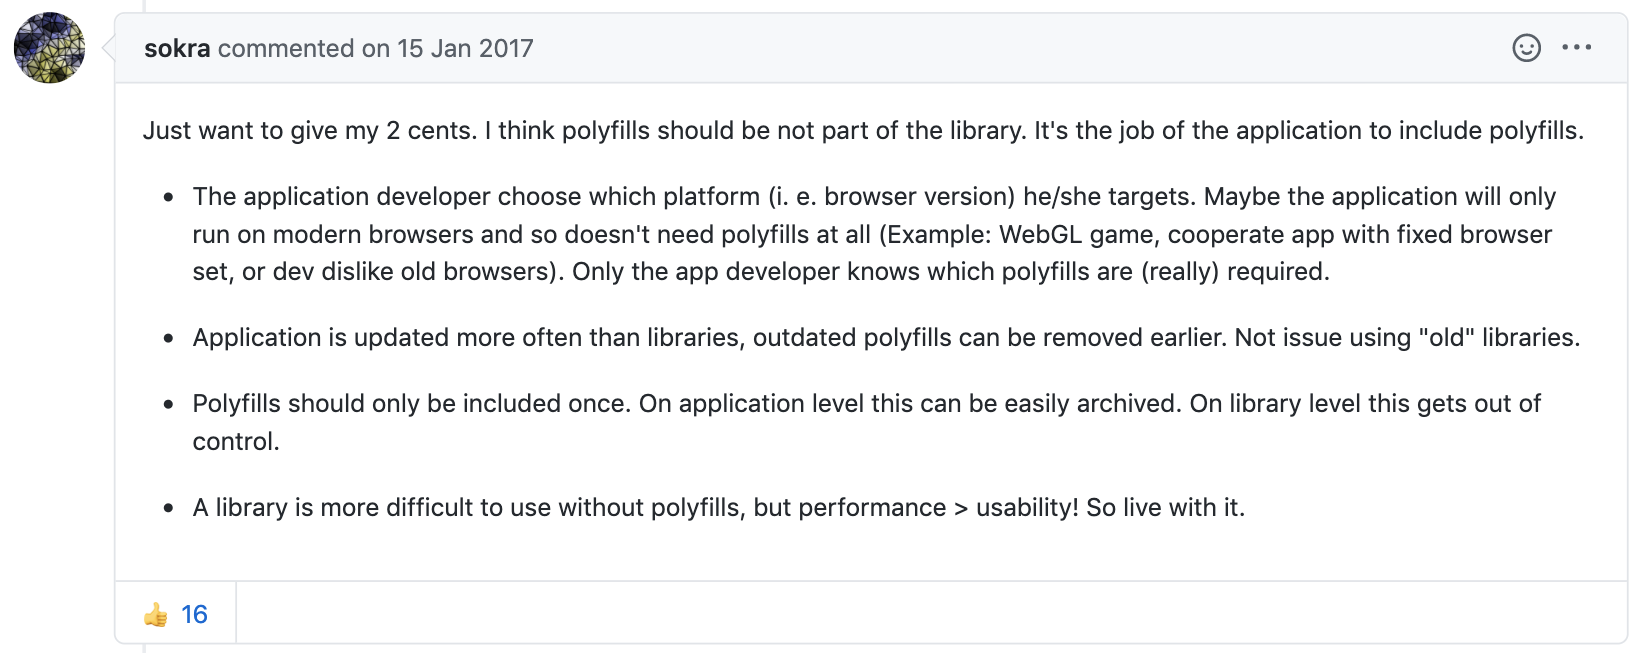 sokra commented on 15 Jan 2017
Just want to give my 2 cents. I think polyfills should be not part of the library. It's the job of the application to include polyfills.
• The application developer choose which platform (i. e. browser version) he/she targets. Maybe the application will only
run on modern browsers and so doesn't need polyfills at all (Example: WebGL game, cooperate app with fixed browser
set, or dev dislike old browsers). Only the app developer knows which polyfills are (really) required.
• Application is updated more often than libraries, outdated polyfills can be removed earlier. Not issue using "old" libraries.
• Polyfills should only be included once. On application level this can be easily archived. On library level this gets out of
control.
• A library is more difficult to use without polyfills, but performance > usability! So live with it.
👍 16